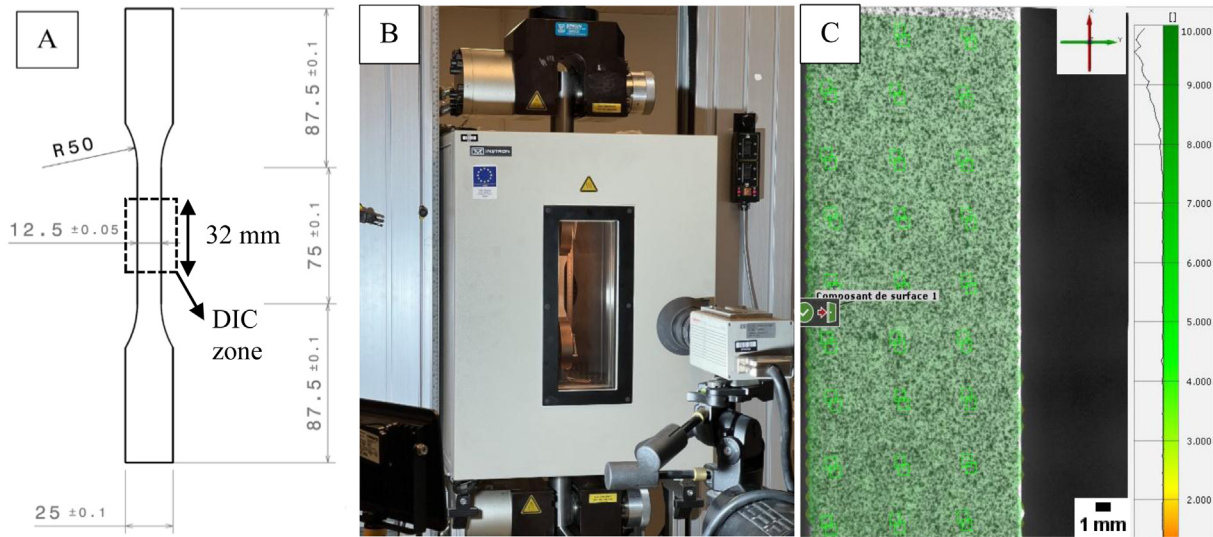 A
87.5 ±0.1
R50
12.5 ±0.05
32 mm
75 ±0.1
DIC
zone
87.5 ±0.1
25 ±0.1
B
INSTRON
C
X
Y
[]
10.000
9.000
8.000
7.000
6.000
5.000
4.000
3.000
2.000
Composant de surface 1
1 mm